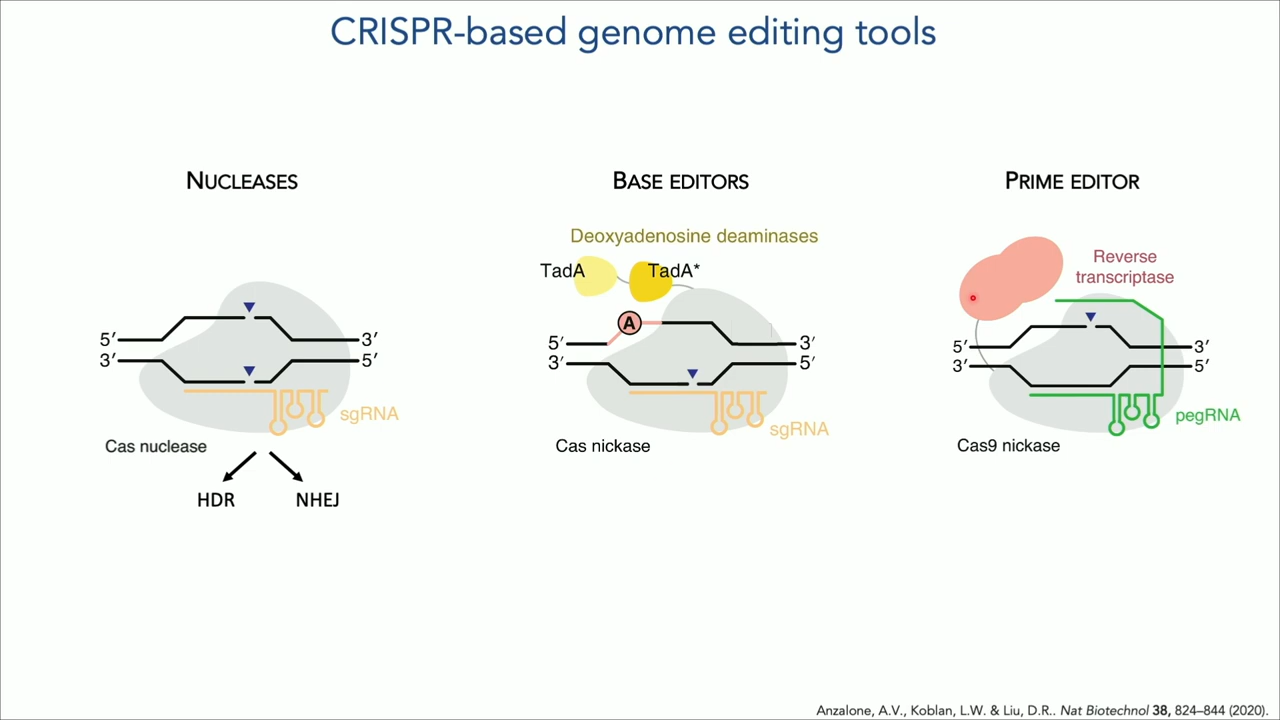 CRISPR-based genome editing tools
NUCLEASES
5′
3′
3′
5′
sgRNA
Cas nuclease
HDR
NHEJ
BASE EDITORS
Deoxyadenosine deaminases
TadA
TadA*
A
5′
3′
3′
5′
sgRNA
Cas nickase
PRIME EDITOR
Reverse
transcriptase
5′
3′
3′
5′
pegRNA
Cas9 nickase
Anzalone, A.V., Koblan, L.W. & Liu, D.R.. Nat Biotechnol 38, 824–844 (2020).